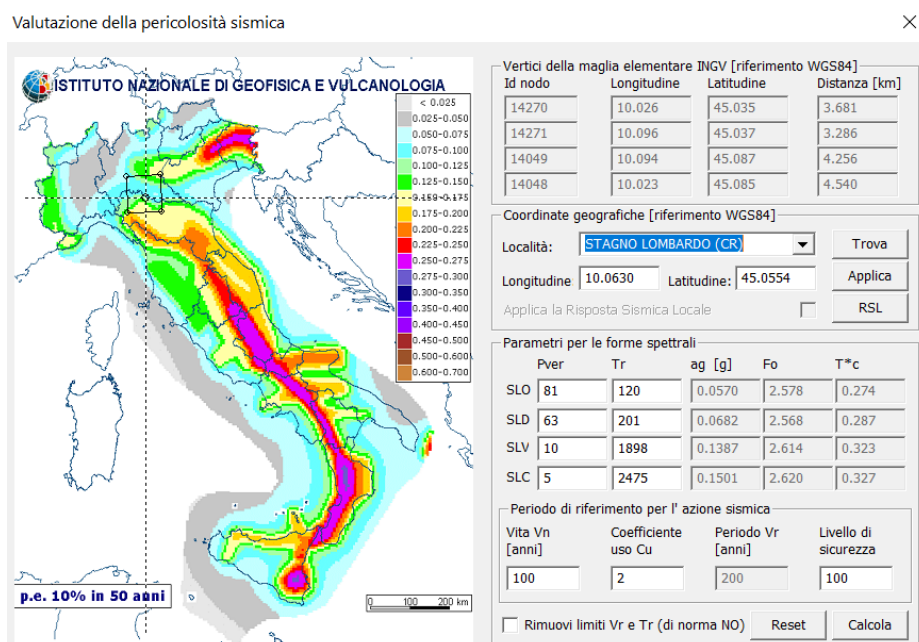 Valutazione della pericolosità sismica
ISTITUTO NAZIONALE DI GEOFISICA E VULCANOLOGIA
< 0.025
0.025-0.050
0.050-0.075
0.075-0.100
0.100-0.125
0.125-0.150
0.150-0.175
0.175-0.200
0.200-0.225
0.225-0.250
0.250-0.275
0.275-0.300
0.300-0.350
0.350-0.400
0.400-0.450
0.450-0.500
0.500-0.600
0.600-0.700
p.e. 10% in 50 anni
0 100 200 km
Vertici della maglia elementare INGV [riferimento WGS84]
Id nodo Longitudine Latitudine Distanza [km]
14270 10.026 45.035 3.681
14271 10.096 45.037 3.286
14049 10.094 45.087 4.256
14048 10.023 45.085 4.540
Coordinate geografiche [riferimento WGS84]
Località: STAGNO LOMBARDO (CR) Trova
Longitudine 10.0630 Latitudine: 45.0554 Applica
Applica la Risposta Sismica Locale RSL
Parametri per le forme spettrali
Pver Tr ag [g] Fo T*c
SLO 81 120 0.0570 2.578 0.274
SLD 63 201 0.0682 2.568 0.287
SLV 10 1898 0.1387 2.614 0.323
SLC 5 2475 0.1501 2.620 0.327
Periodo di riferimento per l' azione sismica
Vita Vn [anni] Coefficiente uso Cu Periodo Vr [anni] Livello di sicurezza
100 2 200 100
Rimuovi limiti Vr e Tr (di norma NO) Reset Calcola